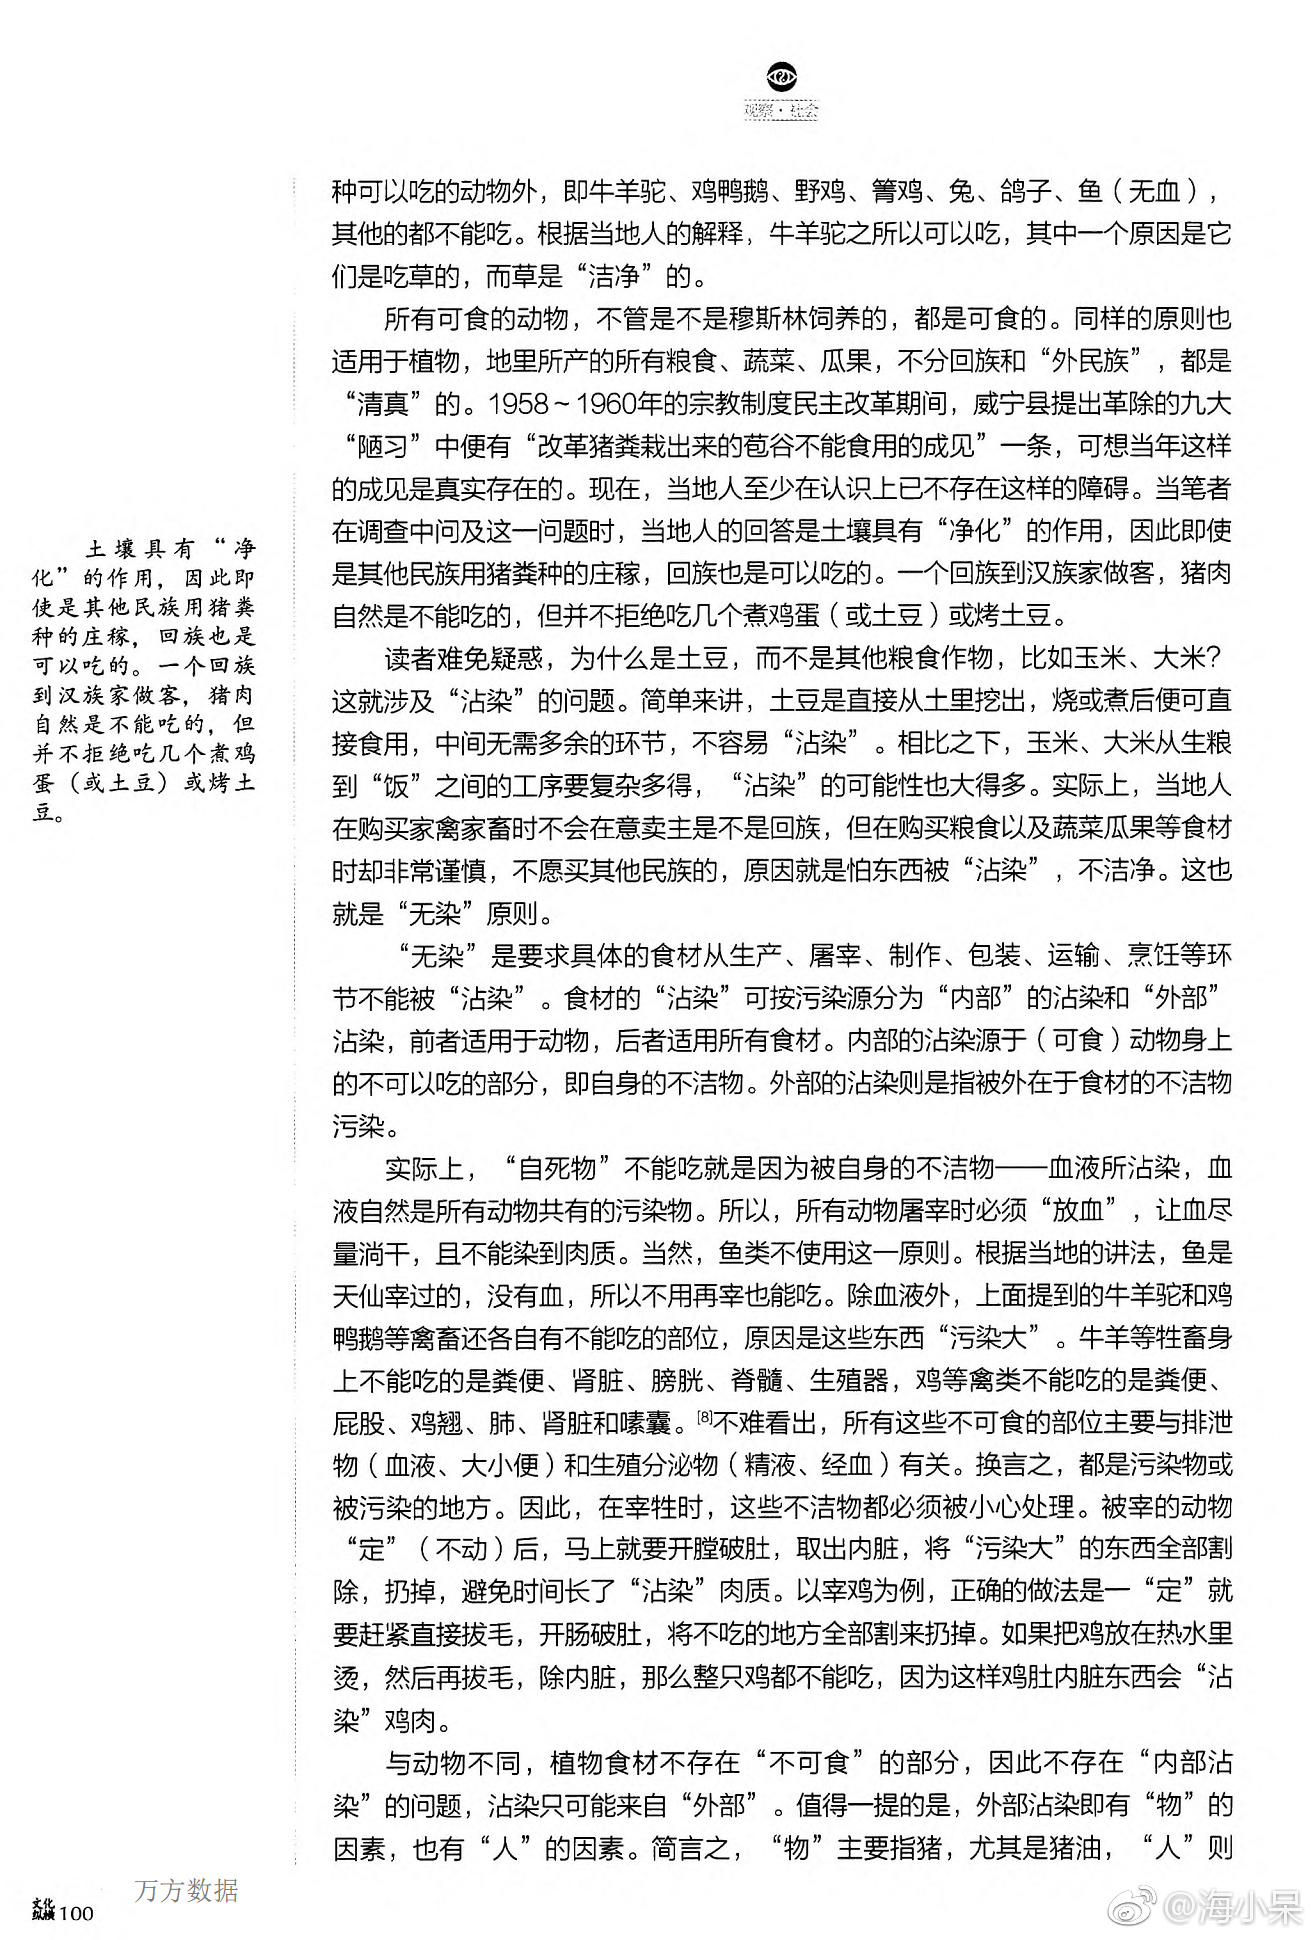 观察·社会
种可以吃的动物外，即牛羊驼、鸡鸭鹅、野鸡、箐鸡、兔、鸽子、鱼（无血），
其他的都不能吃。根据当地人的解释，牛羊驼之所以可以吃，其中一个原因是它
们是吃草的，而草是“洁净”的。
所有可食的动物，不管是不是穆斯林饲养的，都是可食的。同样的原则也
适用于植物，地里所产的所有粮食、蔬菜、瓜果，不分回族和“外民族”，都是
“清真”的。1958～1960年的宗教制度民主改革期间，威宁县提出革除的九大
“陋习”中便有“改革猪粪栽出来的苞谷不能食用的成见”一条，可想当年这样
的成见是真实存在的。现在，当地人至少在认识上已不存在这样的障碍。当笔者
在调查中问及这一问题时，当地人的回答是土壤具有“净化”的作用，因此即使
是其他民族用猪粪种的庄稼，回族也是可以吃的。一个回族到汉族家做客，猪肉
自然是不能吃的，但并不拒绝吃几个煮鸡蛋（或土豆）或烤土豆。
读者难免疑惑，为什么是土豆，而不是其他粮食作物，比如玉米、大米？
这就涉及“沾染”的问题。简单来讲，土豆是直接从土里挖出，烧或煮后便可直
接食用，中间无需多余的环节，不容易“沾染”。相比之下，玉米、大米从生粮
到“饭”之间的工序要复杂多得，“沾染”的可能性也大得多。实际上，当地人
在购买家禽家畜时不会在意卖主是不是回族，但在购买粮食以及蔬菜瓜果等食材
时却非常谨慎，不愿买其他民族的，原因就是怕东西被“沾染”，不洁净。这也
就是“无染”原则。
“无染”是要求具体的食材从生产、屠宰、制作、包装、运输、烹饪等环
节不能被“沾染”。食材的“沾染”可按污染源分为“内部”的沾染和“外部”
沾染，前者适用于动物，后者适用所有食材。内部的沾染源于（可食）动物身上
的不可以吃的部分，即自身的不洁物。外部的沾染则是指被外在于食材的不洁物
污染。
实际上，“自死物”不能吃就是因为被自身的不洁物——血液所沾染，血
液自然是所有动物共有的污染物。所以，所有动物屠宰时必须“放血”，让血尽
量淌干，且不能染到肉质。当然，鱼类不使用这一原则。根据当地的讲法，鱼是
天仙宰过的，没有血，所以不用再宰也能吃。除血液外，上面提到的牛羊驼和鸡
鸭鹅等禽畜还各自有不能吃的部位，原因是这些东西“污染大”。牛羊等牲畜身
上不能吃的是粪便、肾脏、膀胱、脊髓、生殖器，鸡等禽类不能吃的是粪便、
屁股、鸡翘、肺、肾脏和嗉囊。[8]不难看出，所有这些不可食的部位主要与排泄
物（血液、大小便）和生殖分泌物（精液、经血）有关。换言之，都是污染物或
被污染的地方。因此，在宰牲时，这些不洁物都必须被小心处理。被宰的动物
“定”（不动）后，马上就要开膛破肚，取出内脏，将“污染大”的东西全部割
除，扔掉，避免时间长了“沾染”肉质。以宰鸡为例，正确的做法是一“定”就
要赶紧直接拔毛，开肠破肚，将不吃的地方全部割来扔掉。如果把鸡放在热水里
烫，然后再拔毛，除内脏，那么整只鸡都不能吃，因为这样鸡肚内脏东西会“沾
染”鸡肉。
与动物不同，植物食材不存在“不可食”的部分，因此不存在“内部沾
染”的问题，沾染只可能来自“外部”。值得一提的是，外部沾染即有“物”的
因素，也有“人”的因素。简言之，“物”主要指猪，尤其是猪油，“人”则
土壤具有“净
化”的作用，因此即
使是其他民族用猪粪
种的庄稼，回族也是
可以吃的。一个回族
到汉族家做客，猪肉
自然是不能吃的，但
并不拒绝吃几个煮鸡
蛋（或土豆）或烤土
豆。
万方数据
文化
纵横100
@海小呆